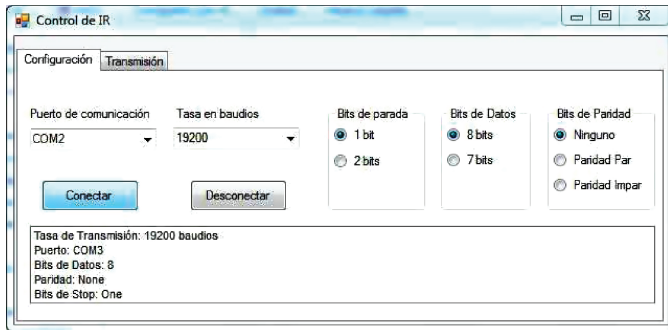 Control de IR
Configuración Transmisión
Puerto de comunicación Tasa en baudios Bits de parada Bits de Datos Bits de Paridad
COM2 19200 1 bit 8 bits Ninguno
2 bits 7 bits Paridad Par
Conectar Desconectar Paridad Impar
Tasa de Transmisión: 19200 baudios
Puerto: COM3
Bits de Datos: 8
Paridad: None
Bits de Stop: One